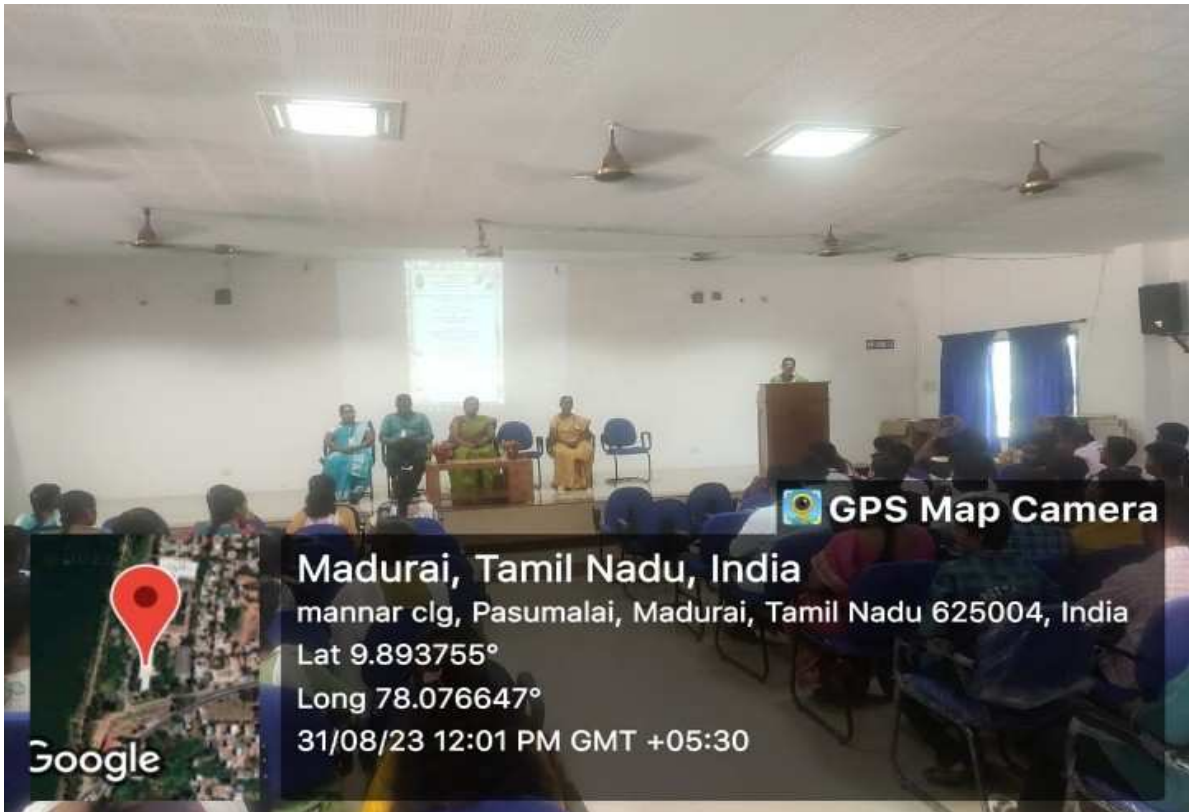 GPS Map Camera
Madurai, Tamil Nadu, India
mannar clg, Pasumalai, Madurai, Tamil Nadu 625004, India
Lat 9.893755°
Long 78.076647°
31/08/23 12:01 PM GMT +05:30
Google